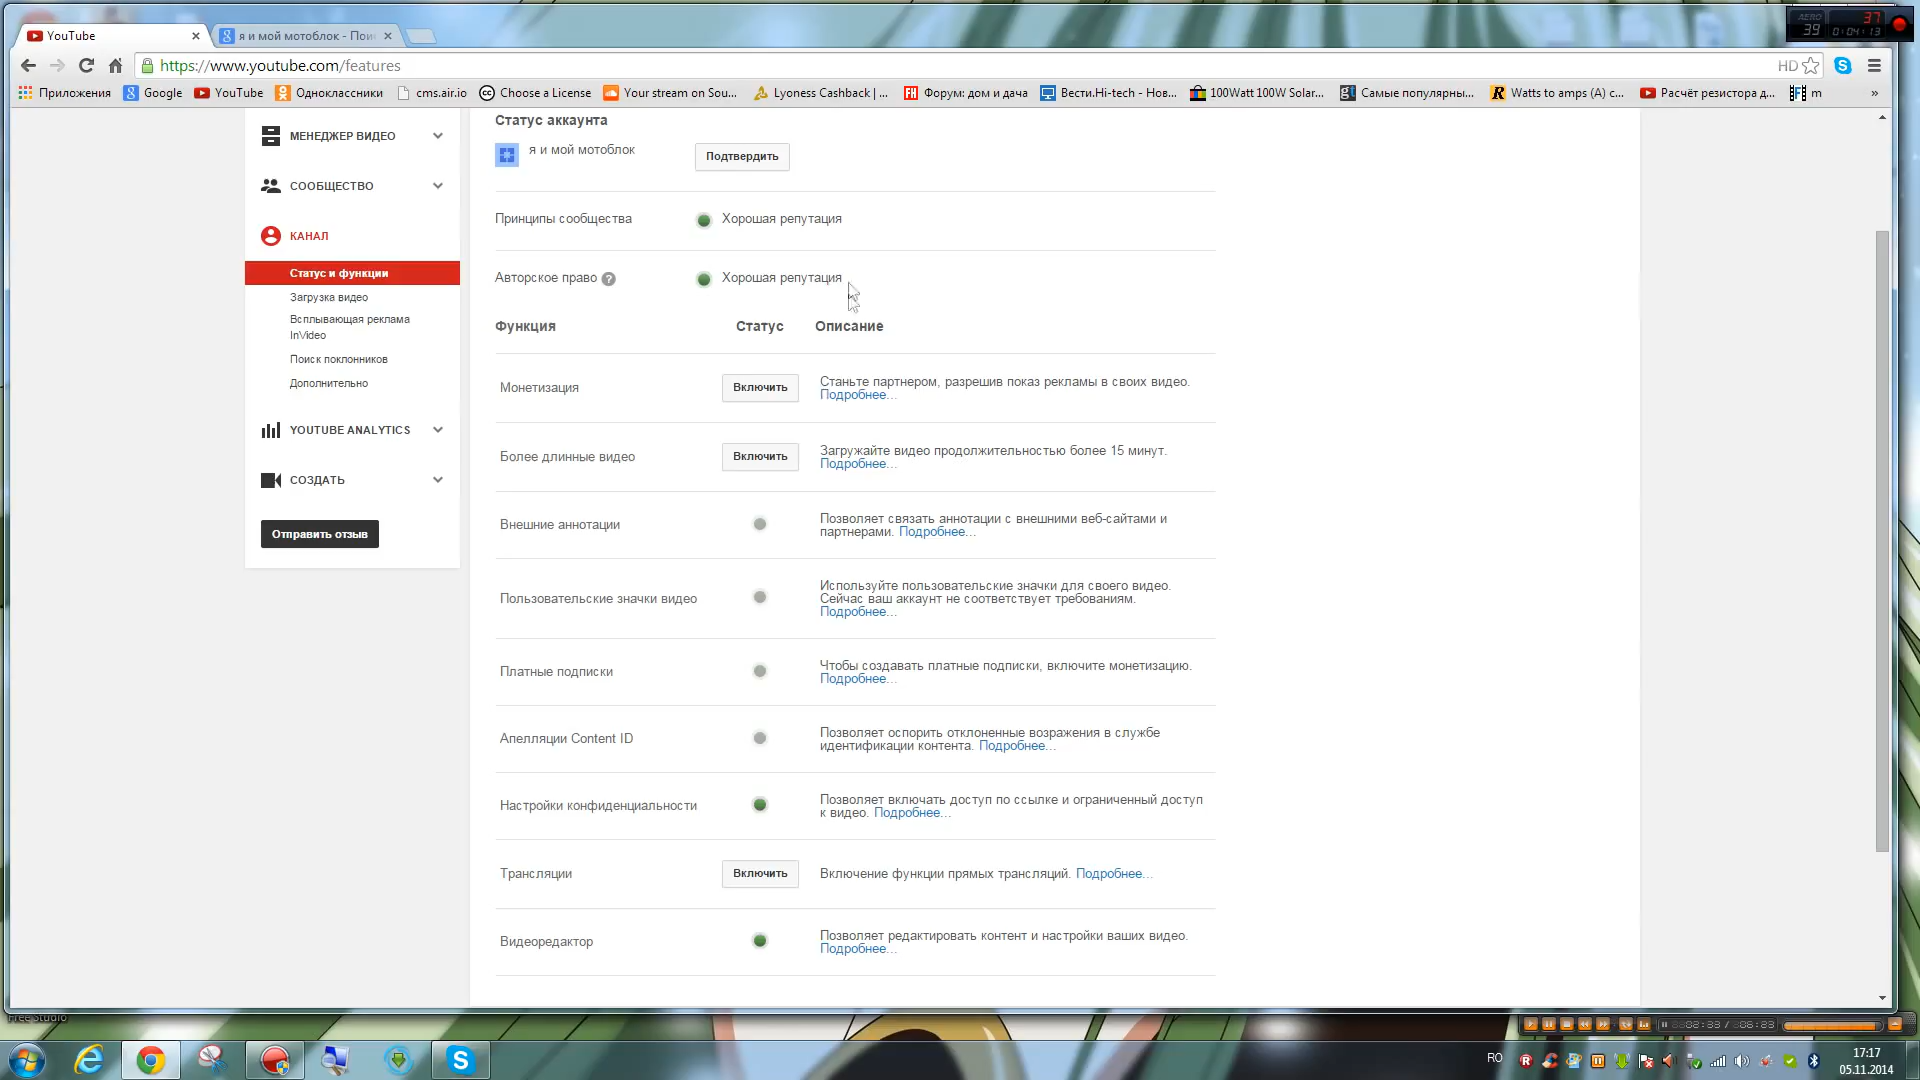 YouTube
я и мой мотоблок - Пои
AERO
39
37
0:04:13
https://www.youtube.com/features
HD
Приложения
Google
YouTube
Одноклассники
cms.air.io
Choose a License
Your stream on Sou...
Lyoness Cashback | ...
Форум: дом и дача
Вести.Hi-tech - Нов...
100Watt 100W Solar...
Самые популярны...
Watts to amps (A) c...
Расчёт резистора д...
m
»
МЕНЕДЖЕР ВИДЕО
СООБЩЕСТВО
КАНАЛ
Статус и функции
Загрузка видео
Всплывающая реклама
InVideo
Поиск поклонников
Дополнительно
YOUTUBE ANALYTICS
СОЗДАТЬ
Отправить отзыв
Статус аккаунта
я и мой мотоблок
Подтвердить
Принципы сообщества
Хорошая репутация
Авторское право ?
Хорошая репутация
Функция Статус Описание
Монетизация
Включить
Станьте партнером, разрешив показ рекламы в своих видео.
Подробнее...
Более длинные видео
Включить
Загружайте видео продолжительностью более 15 минут.
Подробнее...
Внешние аннотации
Позволяет связать аннотации с внешними веб-сайтами и
партнерами. Подробнее...
Пользовательские значки видео
Используйте пользовательские значки для своего видео.
Сейчас ваш аккаунт не соответствует требованиям.
Подробнее...
Платные подписки
Чтобы создавать платные подписки, включите монетизацию.
Подробнее...
Апелляции Content ID
Позволяет оспорить отклоненные возражения в службе
идентификации контента. Подробнее...
Настройки конфиденциальности
Позволяет включать доступ по ссылке и ограниченный доступ
к видео. Подробнее...
Трансляции
Включить
Включение функции прямых трансляций. Подробнее...
Видеоредактор
Позволяет редактировать контент и настройки ваших видео.
Подробнее...
Free Studio
RO
17:17
05.11.2014